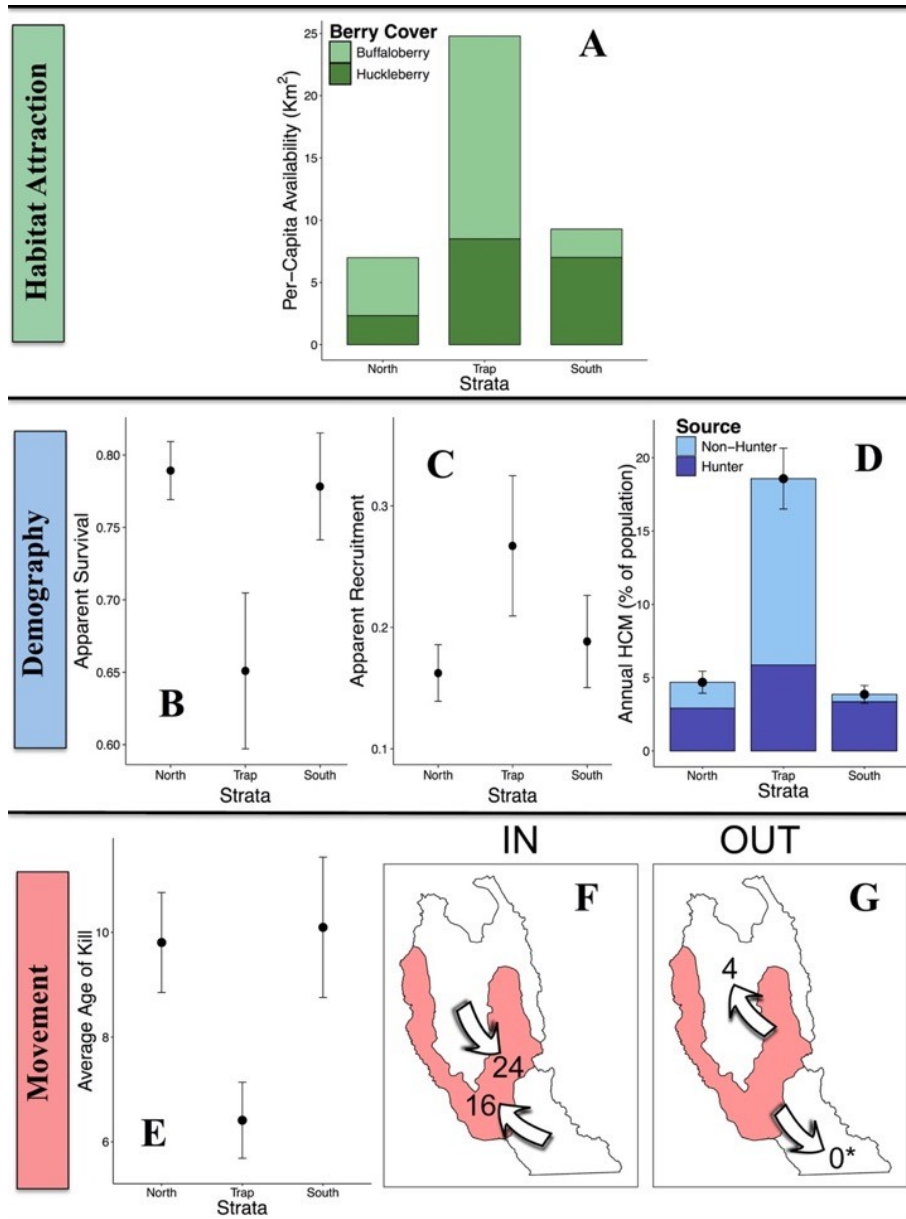 Habitat Attraction
Berry Cover
Buffaloberry
Huckleberry
A
Per-Capita Availability (Km²)
25
20
15
10
5
0
North
Trap
South
Strata
Demography
Apparent Survival
0.80
0.75
0.70
0.65
0.60
B
North
Trap
South
Strata
Apparent Recruitment
0.3
0.2
0.1
C
North
Trap
South
Strata
Source
Non-Hunter
Hunter
D
Annual HCM (% of population)
20
15
10
5
0
North
Trap
South
Strata
Movement
Average Age of Kill
10
8
6
E
North
Trap
South
Strata
IN
F
24
16
OUT
G
4
0*